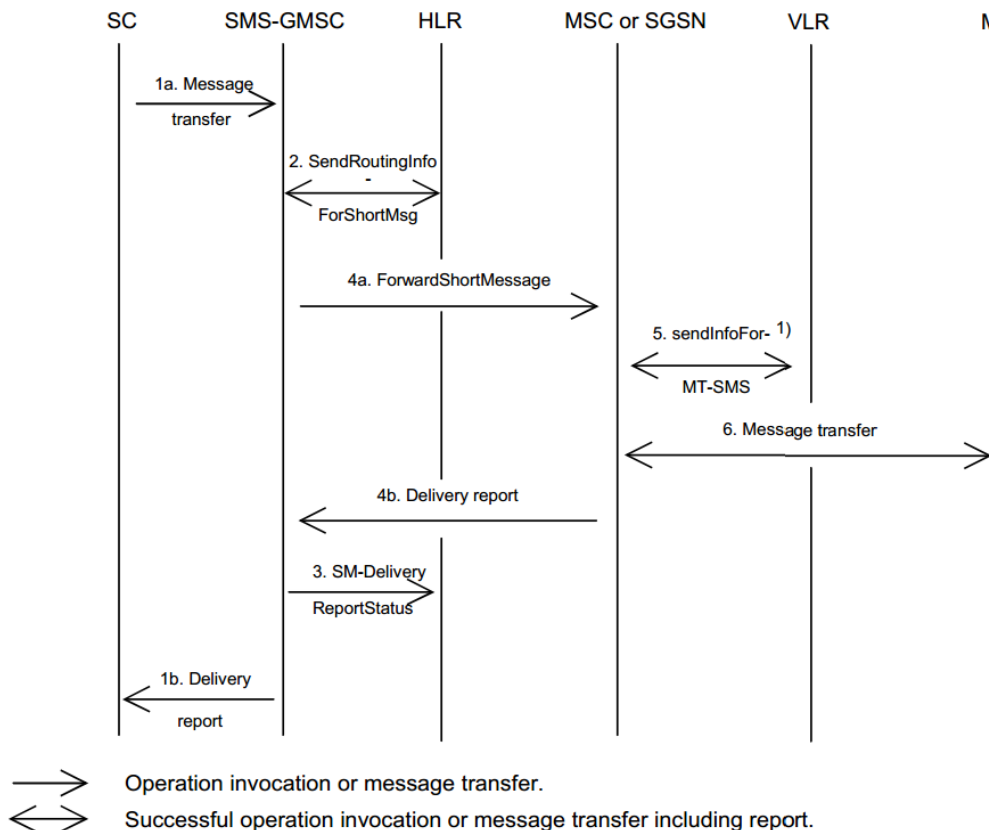 SC SMS-GMSC HLR MSC or SGSN VLR M
1a. Message
transfer
2. SendRoutingInfo
-
ForShortMsg
4a. ForwardShortMessage
5. sendInfoFor- 1)
MT-SMS
6. Message transfer
4b. Delivery report
3. SM-Delivery
ReportStatus
1b. Delivery
report
Operation invocation or message transfer.
Successful operation invocation or message transfer including report.